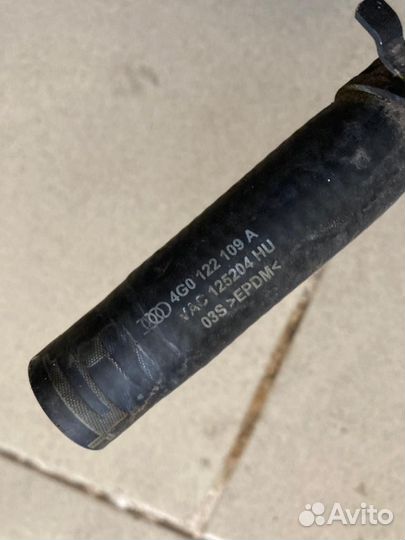 4G0 122 109 A
VAC 125204 HU
03S >EPDM<
Avito